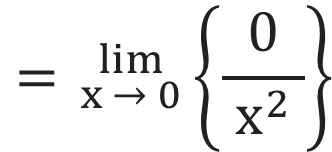 = lim x → 0 { 0 / x² }